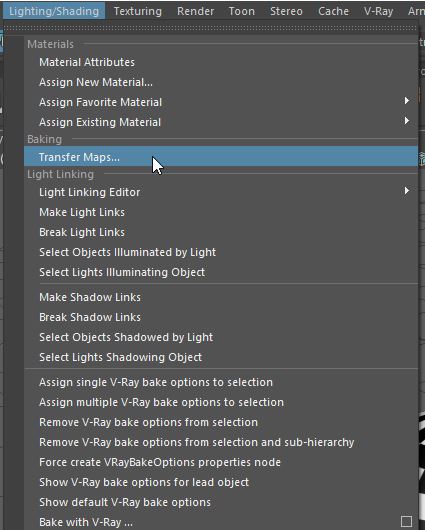 Lighting/Shading Texturing Render Toon Stereo Cache V-Ray
Materials
Material Attributes
Assign New Material...
Assign Favorite Material
Assign Existing Material
Baking
Transfer Maps...
Light Linking
Light Linking Editor
Make Light Links
Break Light Links
Select Objects Illuminated by Light
Select Lights Illuminating Object
Make Shadow Links
Break Shadow Links
Select Objects Shadowed by Light
Select Lights Shadowing Object
Assign single V-Ray bake options to selection
Assign multiple V-Ray bake options to selection
Remove V-Ray bake options from selection
Remove V-Ray bake options from selection and sub-hierarchy
Force create VRayBakeOptions properties node
Show V-Ray bake options for lead object
Show default V-Ray bake options
Bake with V-Ray ...